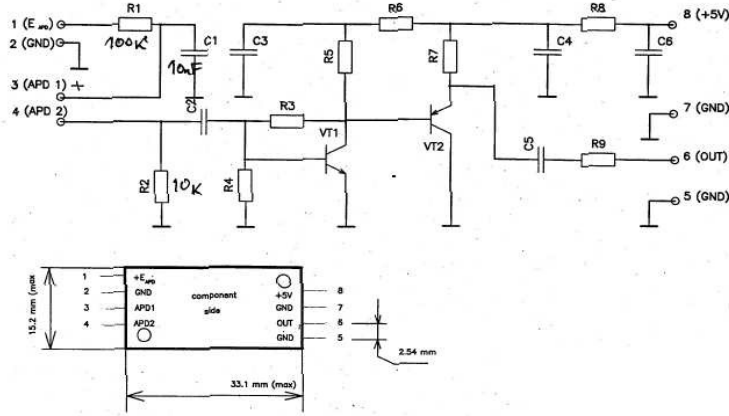 1 (E_APD) R1 R6 R8 8 (+5V)
2 (GND) 100K C1 C3 R5 R7 C4 C6
10nF
3 (APD 1) +
4 (APD 2) C2 R3 7 (GND)
VT1 VT2 C5 R9
R2 10K R4 6 (OUT)
5 (GND)
1 +E_APD
2 GND component +5V 8
3 APD1 side GND 7
4 APD2 OUT 6
GND 5
15.2 mm (max
2.54 mm
33.1 mm (max)